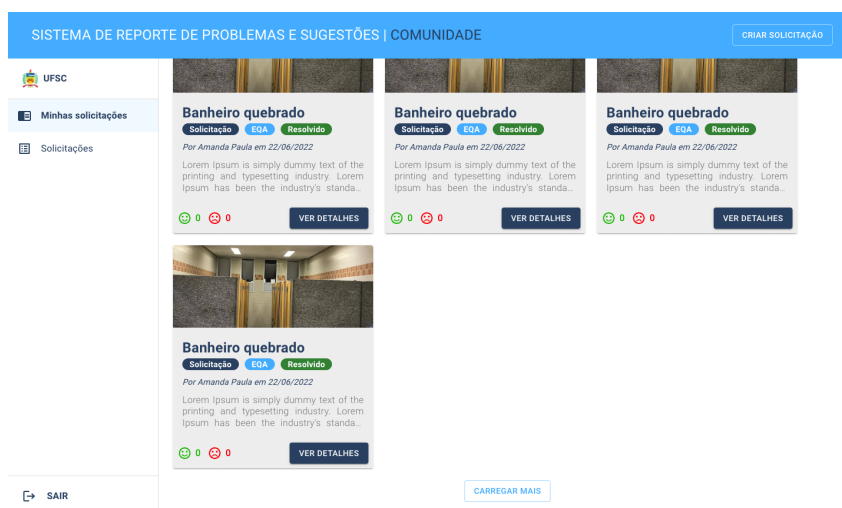 SISTEMA DE REPORTE DE PROBLEMAS E SUGESTÕES | COMUNIDADE
CRIAR SOLICITAÇÃO
UFSC
Minhas solicitações
Solicitações
SAIR
Banheiro quebrado
Solicitação EQA Resolvido
Por Amanda Paula em 22/06/2022
Lorem Ipsum is simply dummy text of the
printing and typesetting industry. Lorem
Ipsum has been the industry's standa...
0 0 VER DETALHES
Banheiro quebrado
Solicitação EQA Resolvido
Por Amanda Paula em 22/06/2022
Lorem Ipsum is simply dummy text of the
printing and typesetting industry. Lorem
Ipsum has been the industry's standa...
0 0 VER DETALHES
Banheiro quebrado
Solicitação EQA Resolvido
Por Amanda Paula em 22/06/2022
Lorem Ipsum is simply dummy text of the
printing and typesetting industry. Lorem
Ipsum has been the industry's standa...
0 0 VER DETALHES
Banheiro quebrado
Solicitação EQA Resolvido
Por Amanda Paula em 22/06/2022
Lorem Ipsum is simply dummy text of the
printing and typesetting industry. Lorem
Ipsum has been the industry's standa...
0 0 VER DETALHES
CARREGAR MAIS